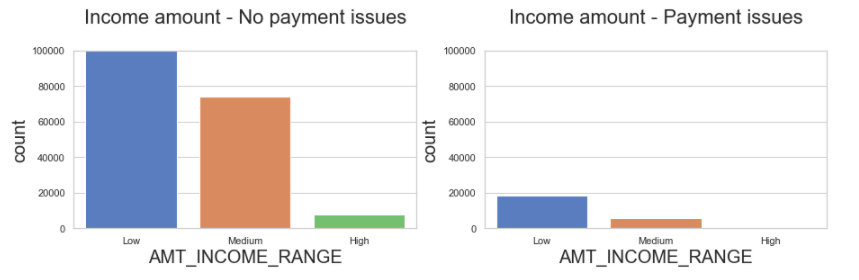 Income amount - No payment issues
100000
80000
60000
40000
20000
0
count
Low
Medium
High
AMT_INCOME_RANGE
Income amount - Payment issues
100000
80000
60000
40000
20000
0
count
Low
Medium
High
AMT_INCOME_RANGE